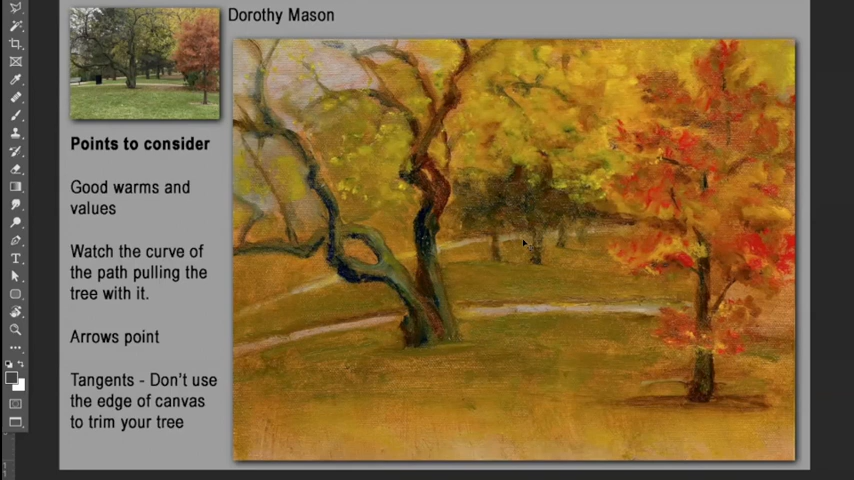 Dorothy Mason
Points to consider
Good warms and
values
Watch the curve of
the path pulling the
tree with it.
Arrows point
Tangents - Don't use
the edge of canvas
to trim your tree